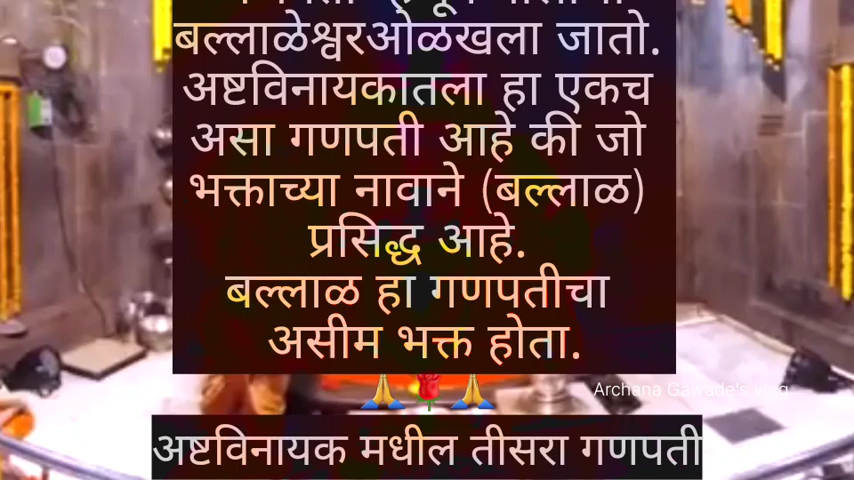 बल्लाळेश्वरओळखला जातो.
अष्टविनायकातला हा एकच
असा गणपती आहे की जो
भक्ताच्या नावाने (बल्लाळ)
प्रसिद्ध आहे.
बल्लाळ हा गणपतीचा
असीम भक्त होता.
🙏🌹🙏
Archana Gawade's vlog
अष्टविनायक मधील तीसरा गणपती